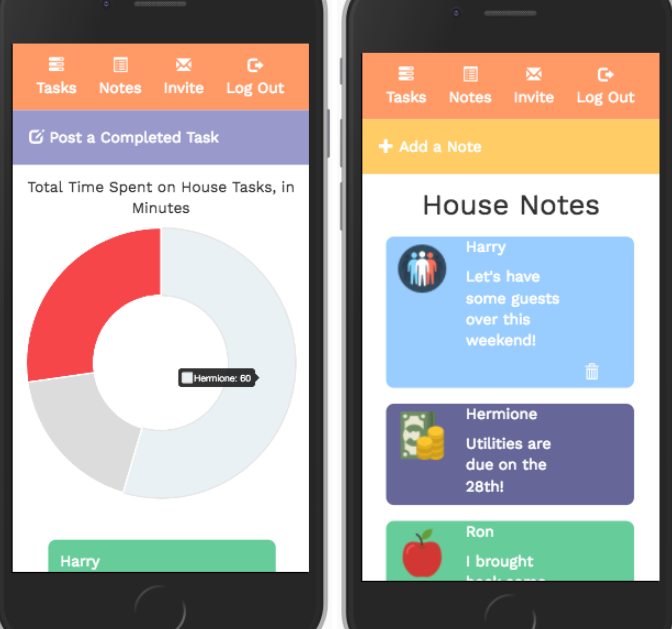 Tasks Notes Invite Log Out
Post a Completed Task
Total Time Spent on House Tasks, in
Minutes
Hermione: 60
Harry
Tasks Notes Invite Log Out
Add a Note
House Notes
Harry
Let's have
some guests
over this
weekend!
Hermione
Utilities are
due on the
28th!
Ron
I brought